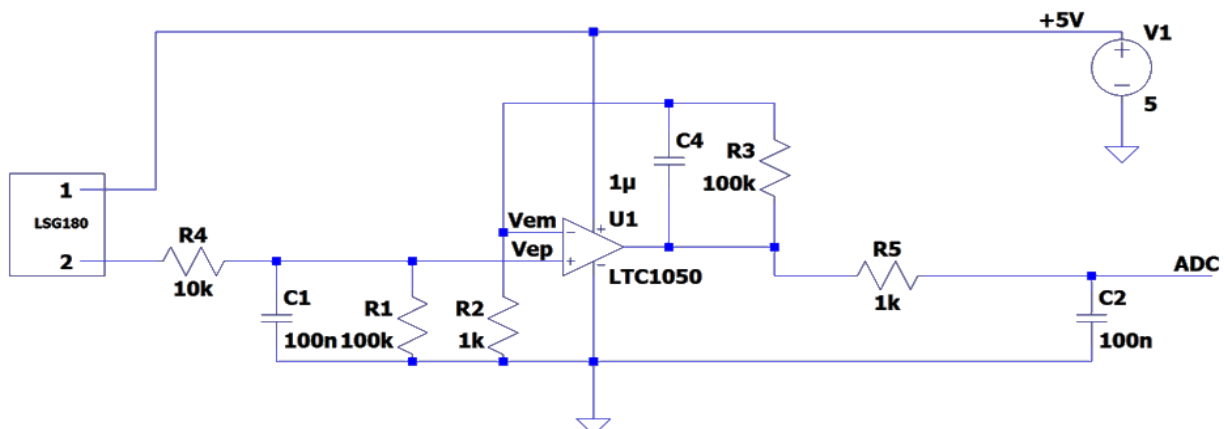 +5V
V1
5
C4
R3
1µ
100k
1
LSG180
2
R4
10k
Vem
Vep
U1
LTC1050
R5
1k
ADC
C1
100n
R1
100k
R2
1k
C2
100n